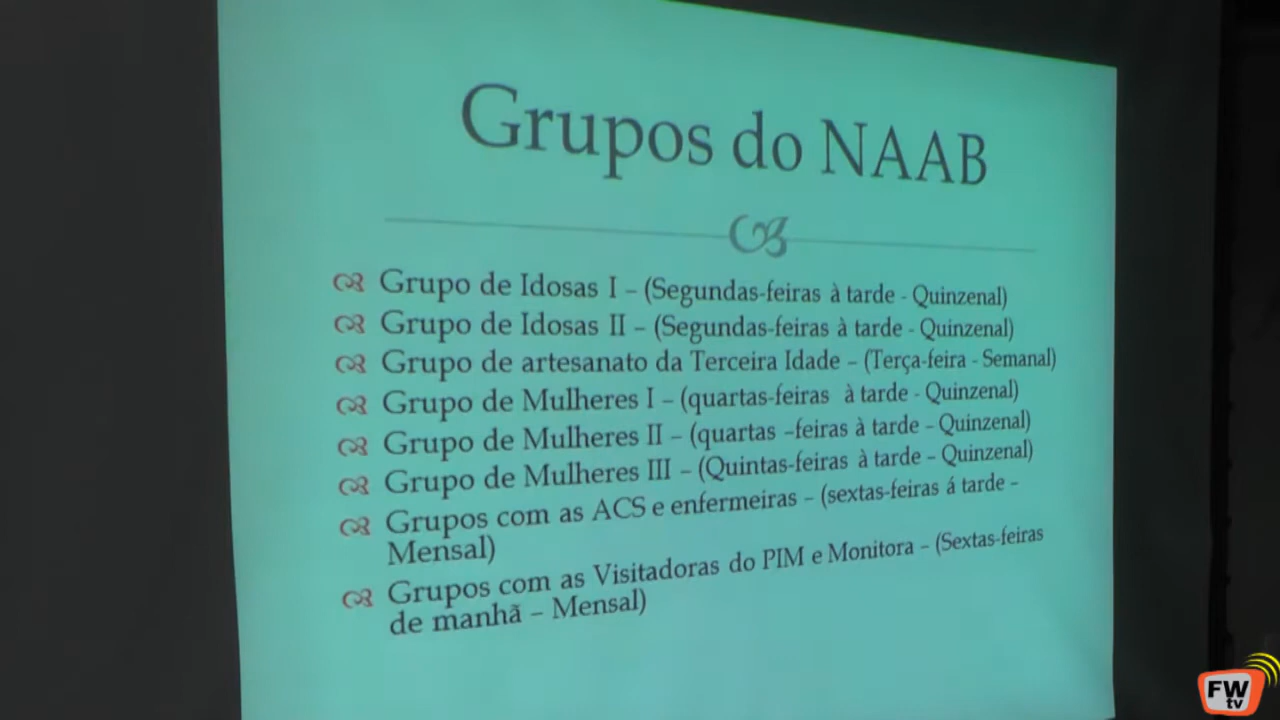 Grupos do NAAB
Grupo de Idosas I – (Segundas-feiras à tarde - Quinzenal)
Grupo de Idosas II – (Segundas-feiras à tarde - Quinzenal)
Grupo de artesanato da Terceira Idade – (Terça-feira - Semanal)
Grupo de Mulheres I – (quartas-feiras à tarde - Quinzenal)
Grupo de Mulheres II – (quartas –feiras à tarde – Quinzenal)
Grupo de Mulheres III – (Quintas-feiras à tarde – Quinzenal)
Grupos com as ACS e enfermeiras – (sextas-feiras á tarde –
Mensal)
Grupos com as Visitadoras do PIM e Monitora – (Sextas-feiras
de manhã – Mensal)
FW
tv